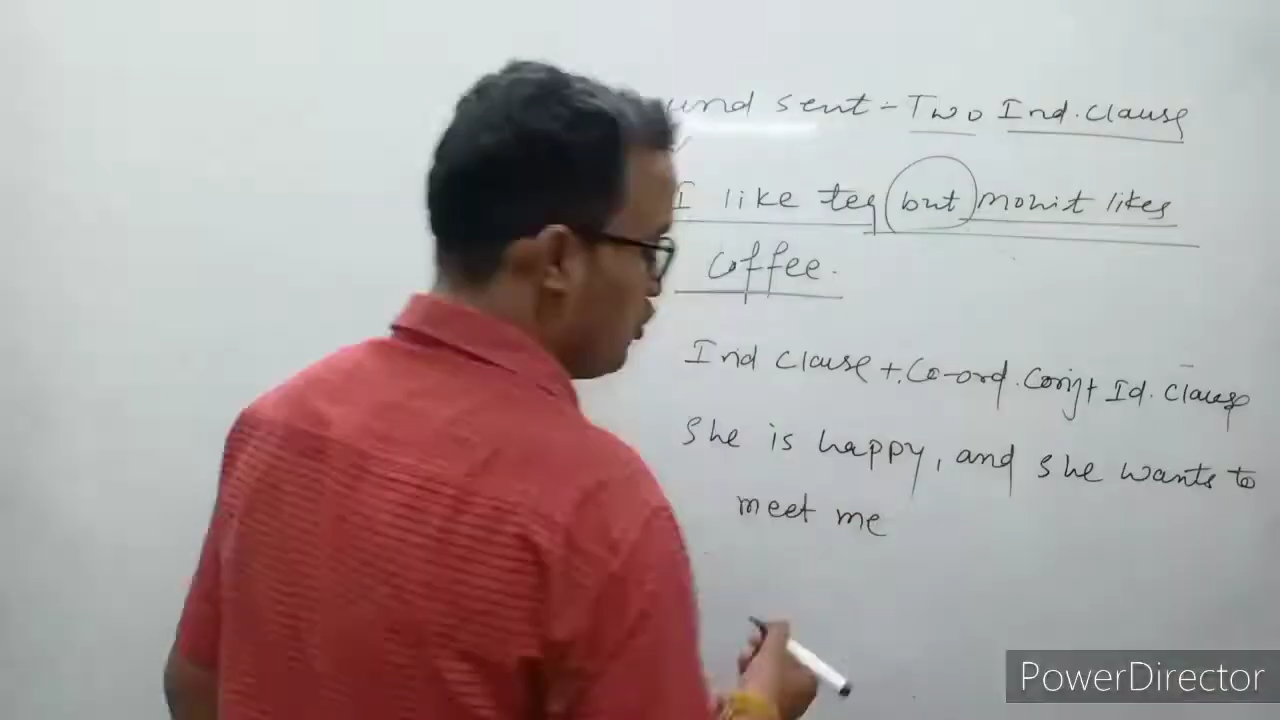 und sent - Two Ind. Clause
I like tea but mohit likes
coffee.
Ind Clause + Co-ord. Conj + Id. Clause
She is happy, and she wants to
meet me
PowerDirector